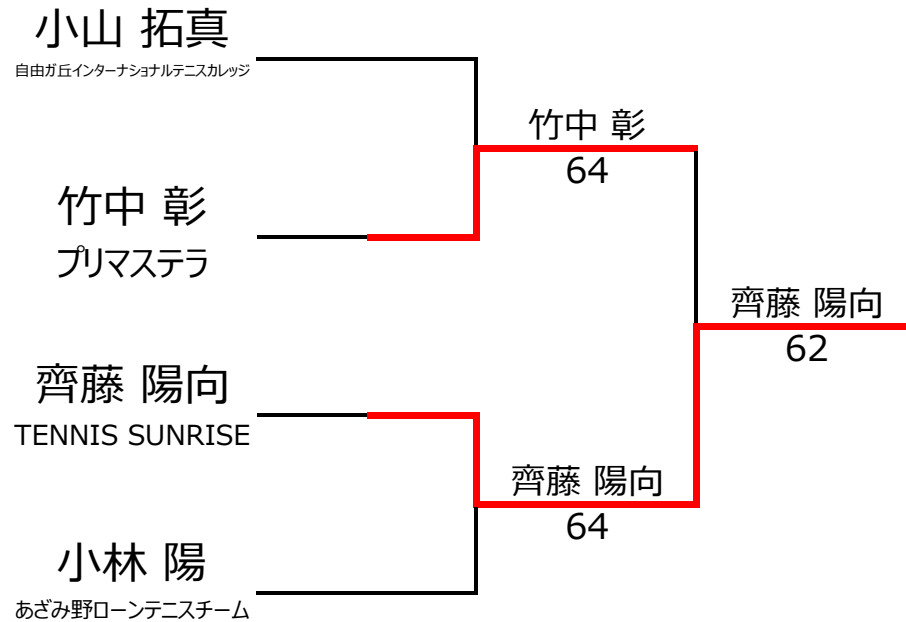 小山 拓真
自由ガ丘インターナショナルテニスカレッジ
竹中 彰
64
竹中 彰
プリマステラ
齊藤 陽向
62
齊藤 陽向
TENNIS SUNRISE
齊藤 陽向
64
小林 陽
あざみ野ローンテニスチーム